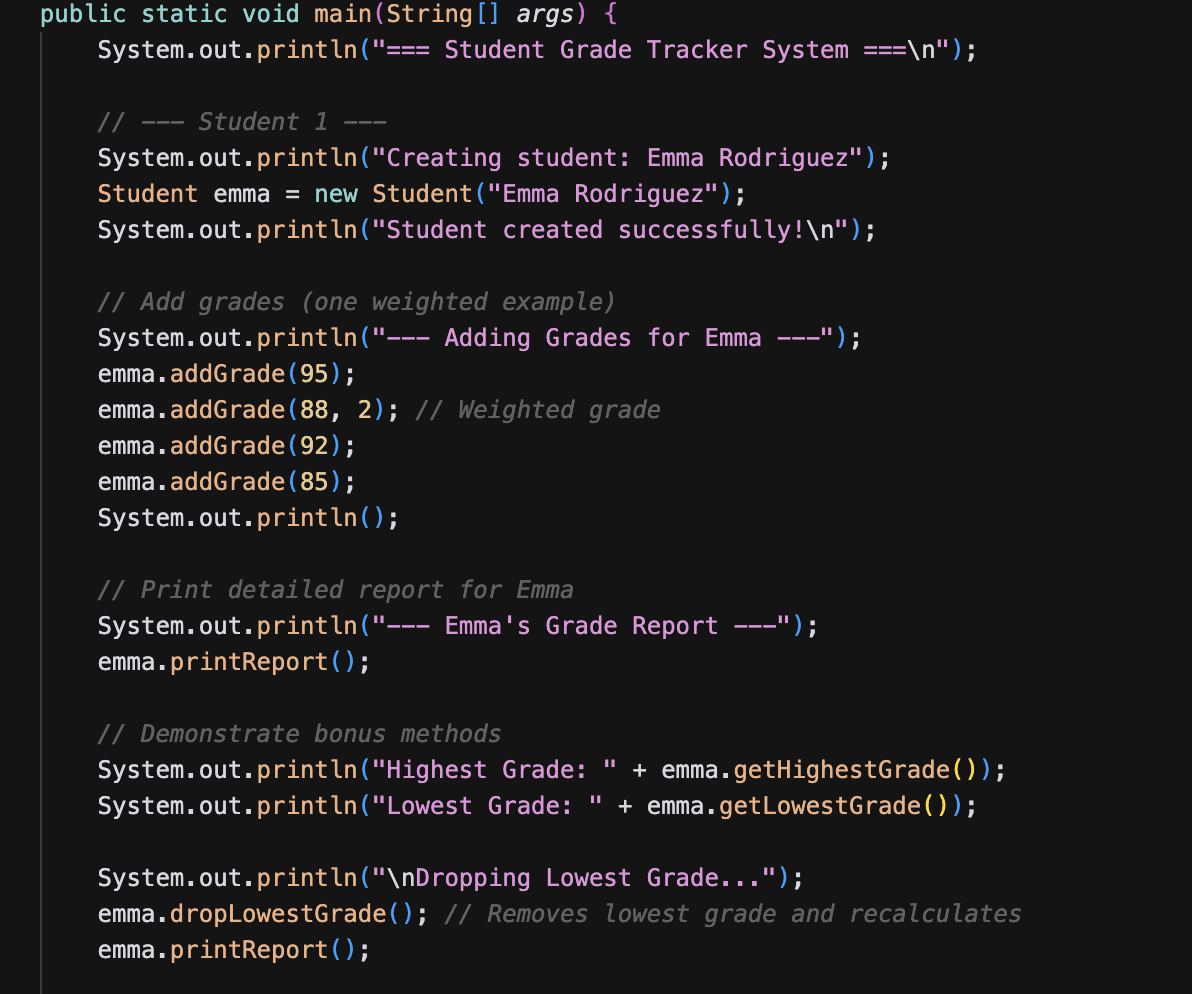 public static void main(String[] args) {
System.out.println("=== Student Grade Tracker System ===\n");
// --- Student 1 ---
System.out.println("Creating student: Emma Rodriguez");
Student emma = new Student("Emma Rodriguez");
System.out.println("Student created successfully!\n");
// Add grades (one weighted example)
System.out.println("--- Adding Grades for Emma ---");
emma.addGrade(95);
emma.addGrade(88, 2); // Weighted grade
emma.addGrade(92);
emma.addGrade(85);
System.out.println();
// Print detailed report for Emma
System.out.println("--- Emma's Grade Report ---");
emma.printReport();
// Demonstrate bonus methods
System.out.println("Highest Grade: " + emma.getHighestGrade());
System.out.println("Lowest Grade: " + emma.getLowestGrade());
System.out.println("\nDropping Lowest Grade...");
emma.dropLowestGrade(); // Removes lowest grade and recalculates
emma.printReport();